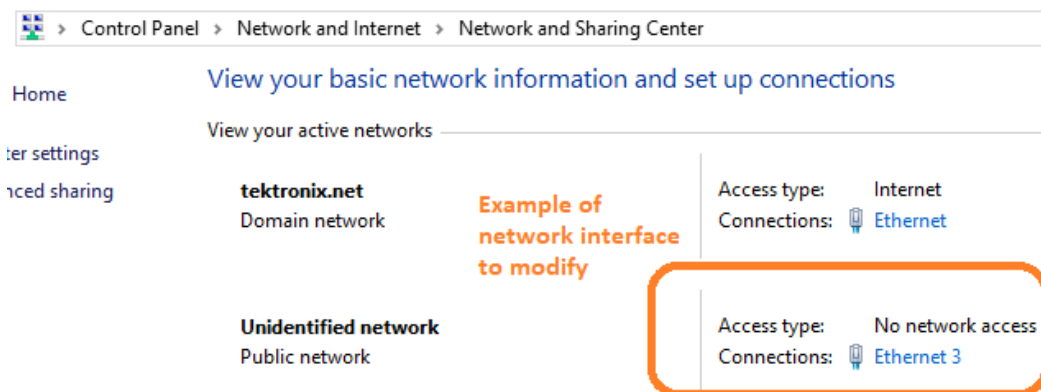 > Control Panel > Network and Internet > Network and Sharing Center
Home
View your basic network information and set up connections
View your active networks
ter settings
nced sharing
tektronix.net
Domain network
Example of
network interface
to modify
Access type: Internet
Connections: Ethernet
Unidentified network
Public network
Access type: No network access
Connections: Ethernet 3